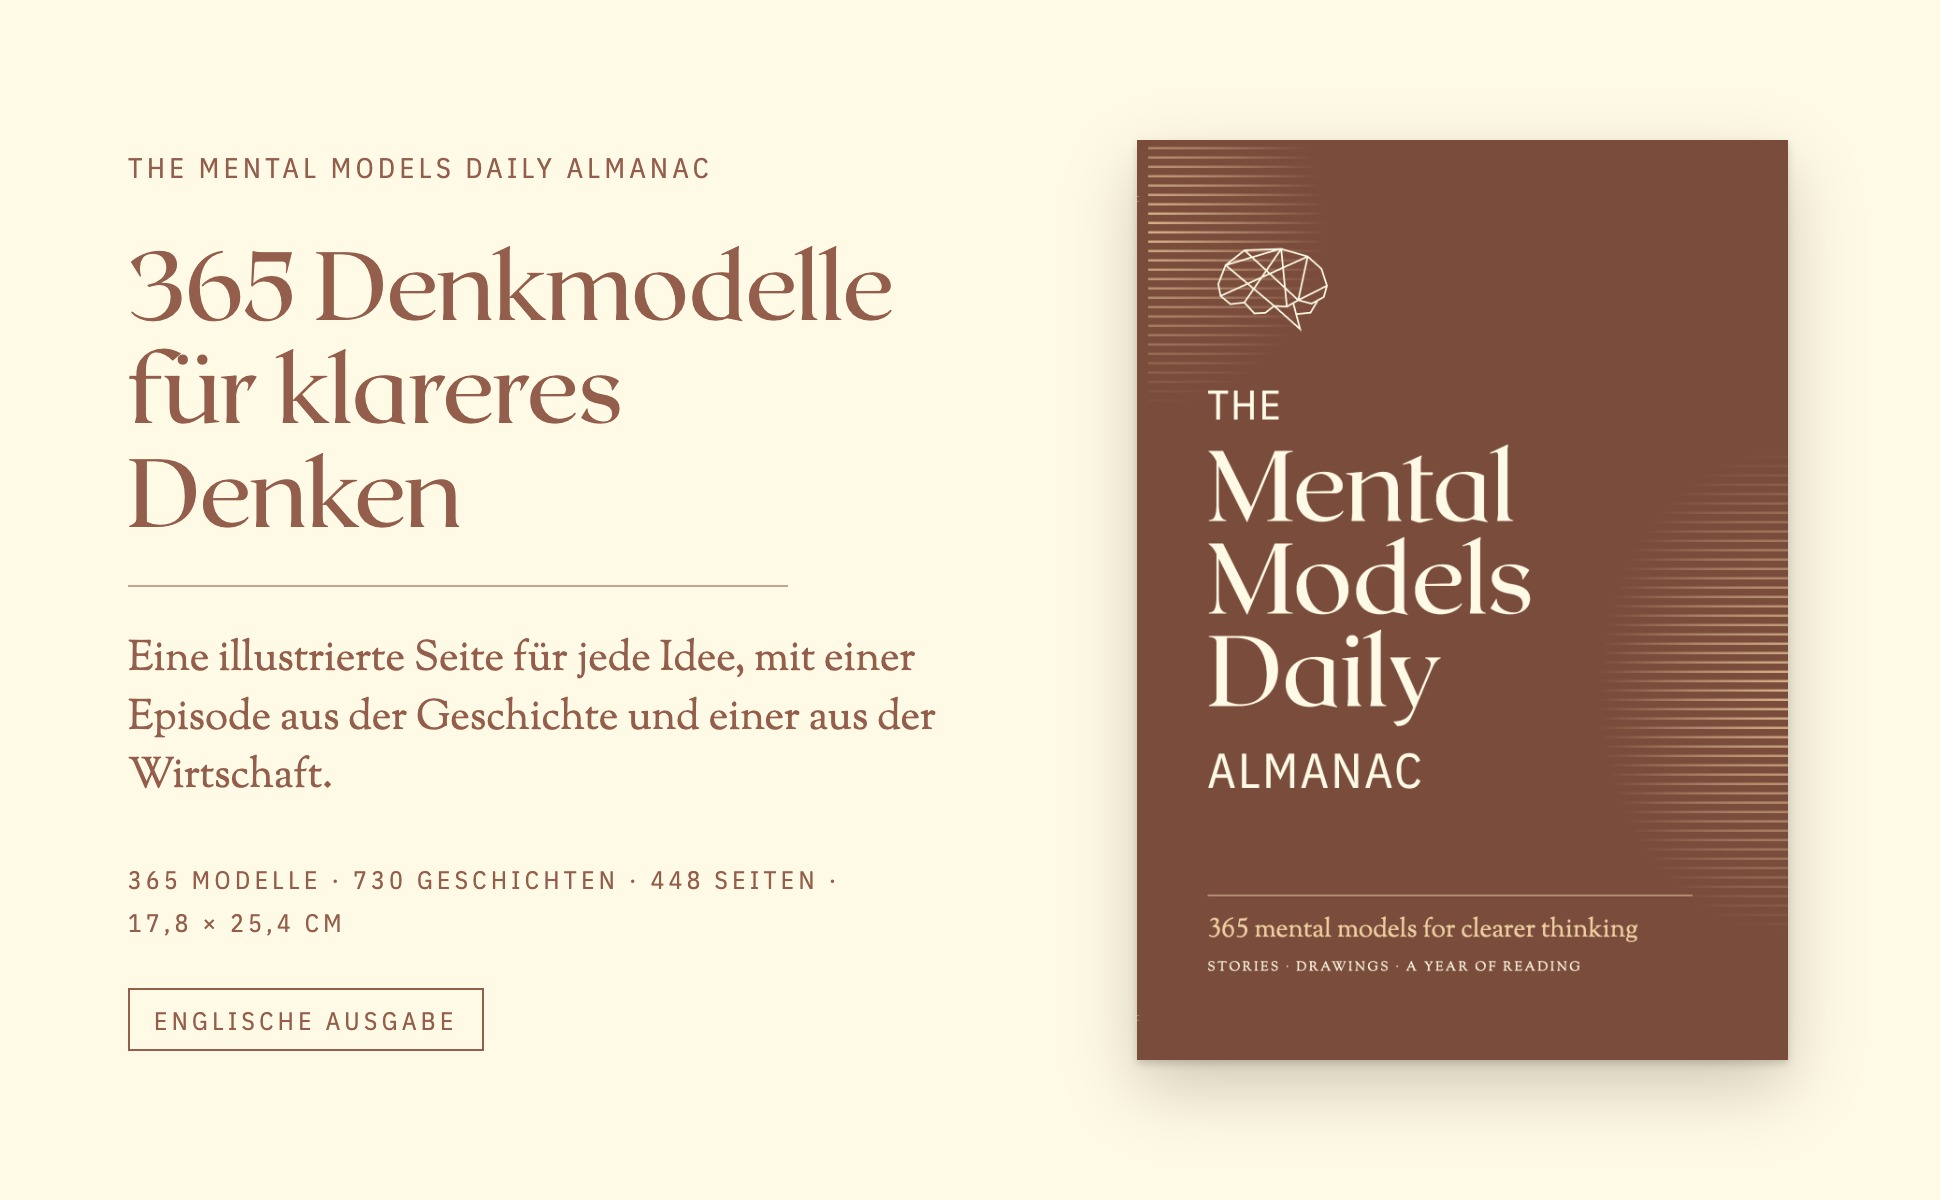 THE MENTAL MODELS DAILY ALMANAC
365 Denkmodelle
für klareres
Denken
Eine illustrierte Seite für jede Idee, mit einer
Episode aus der Geschichte und einer aus der
Wirtschaft.
365 MODELLE · 730 GESCHICHTEN · 448 SEITEN ·
17,8 × 25,4 CM
ENGLISCHE AUSGABE
THE
Mental
Models
Daily
ALMANAC
365 mental models for clearer thinking
STORIES · DRAWINGS · A YEAR OF READING